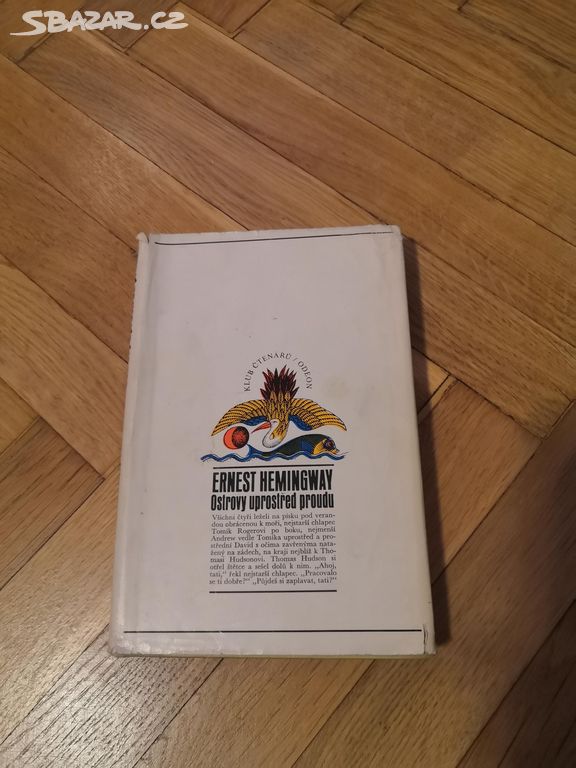 SBAZAR.CZ
KLUB ČTENÁRŮ / ODEON
ERNEST HEMINGWAY
Ostrovy uprostřed proudu
Všichni čtyři leželi na písku pod veran-
dou obrácenou k moři, nejstarší chlapec
Tomík Rogerovi po boku, nejmenší
Andrew vedle Tomíka uprostřed a pro-
střední David s očima zavřenýma nata-
žený na zádech, na kraji nejblíž k Tho-
masi Hudsonovi. Thomas Hudson si
otřel štětce a sešel dolů k nim. „Ahoj,
tati,“ řekl nejstarší chlapec. „Pracovalo
se ti dobře?“ „Půjdeš si zaplavat, tati?“